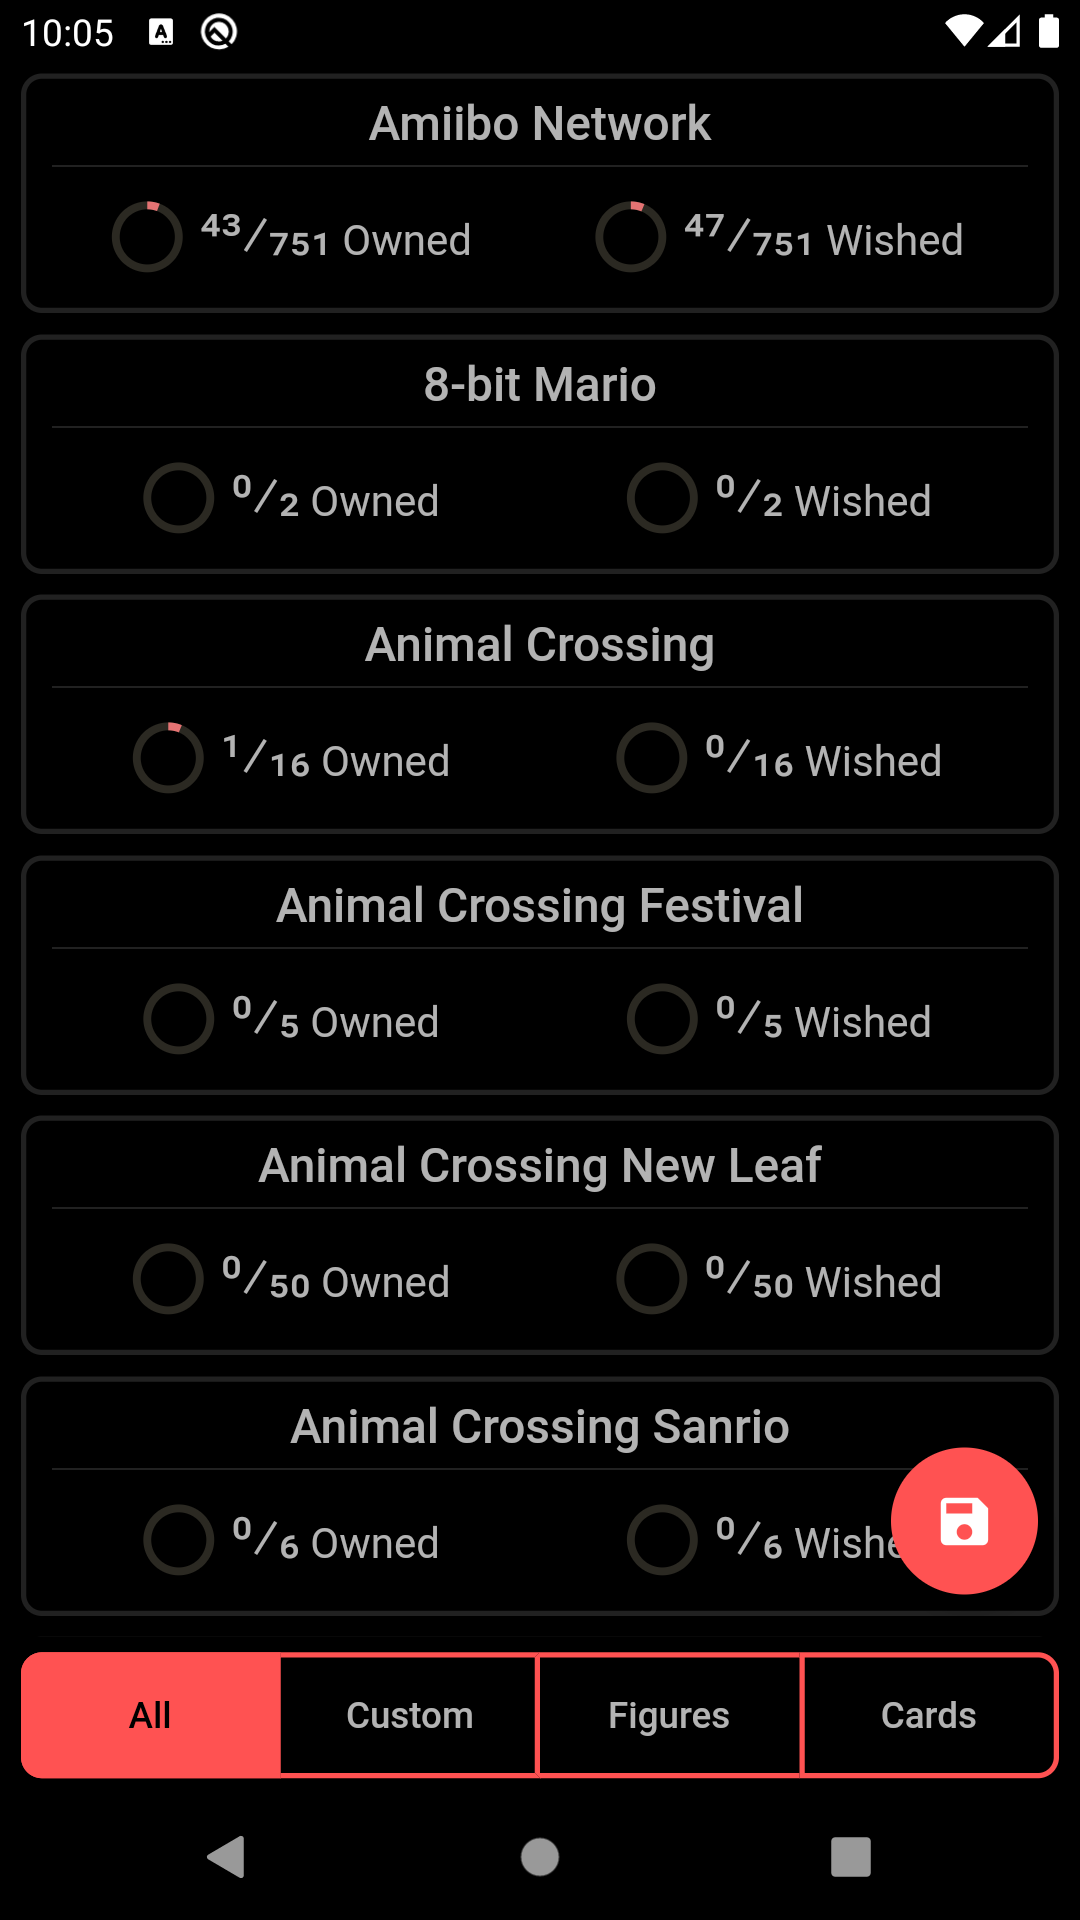 10:05
Amiibo Network
⁴³/₇₅₁ Owned ⁴⁷/₇₅₁ Wished
8-bit Mario
⁰/₂ Owned ⁰/₂ Wished
Animal Crossing
¹/₁₆ Owned ⁰/₁₆ Wished
Animal Crossing Festival
⁰/₅ Owned ⁰/₅ Wished
Animal Crossing New Leaf
⁰/₅₀ Owned ⁰/₅₀ Wished
Animal Crossing Sanrio
⁰/₆ Owned ⁰/₆ Wishe
All Custom Figures Cards